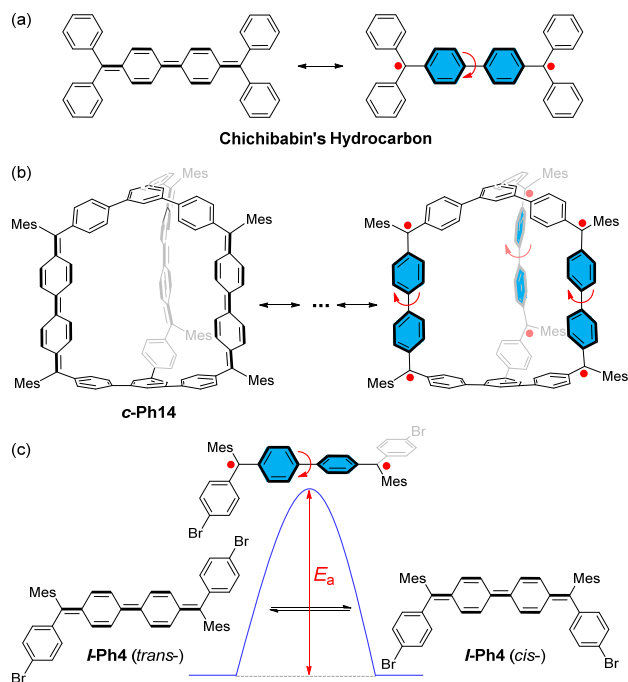 (a)
Chichibabin's Hydrocarbon
(b)
Mes
Mes
Mes
Mes
Mes
Mes
c-Ph14
...
Mes
Mes
Mes
Mes
Mes
Mes
(c)
Mes
Br
Br
Mes
Ea
Br
Mes
Mes
Br
l-Ph4 (trans-)
Mes
Mes
Br
Br
l-Ph4 (cis-)